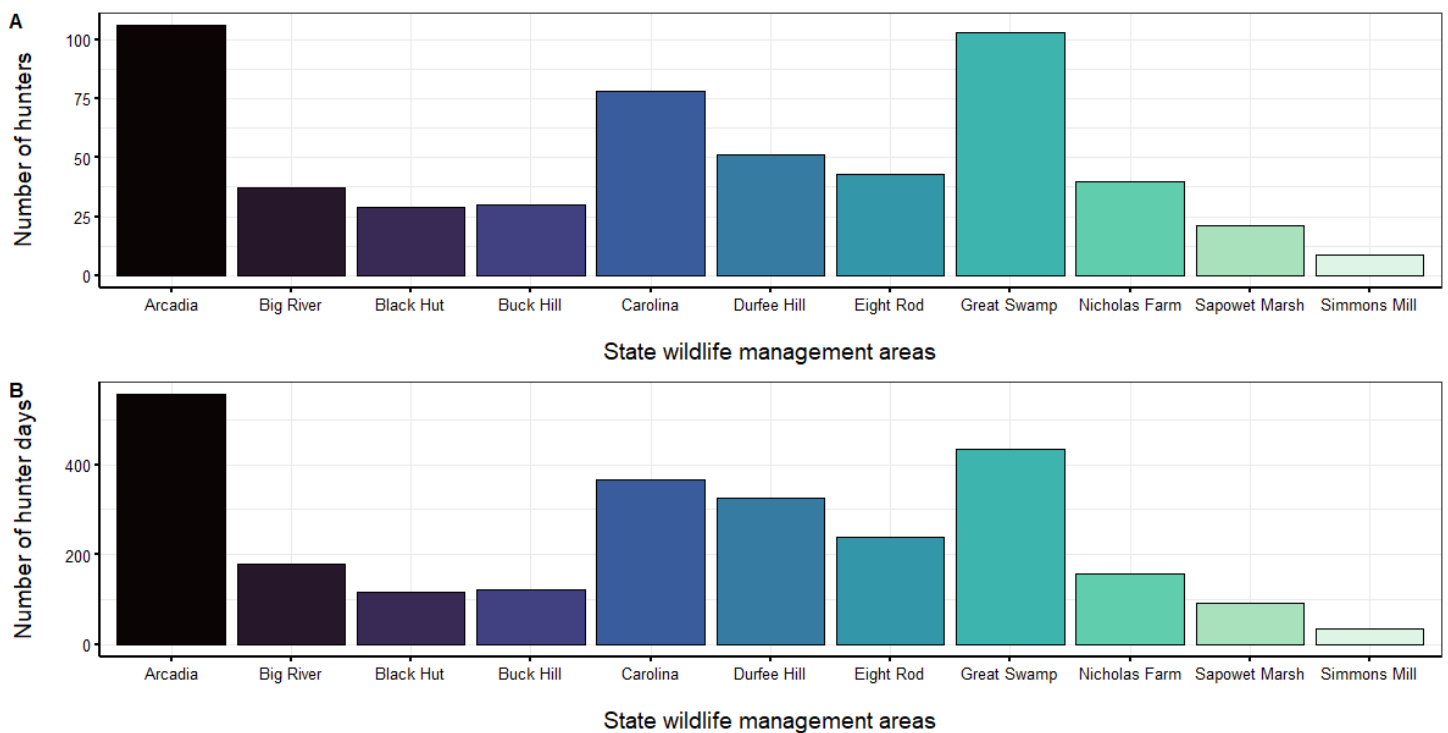 A
Number of hunters
100
75
50
25
0
Arcadia Big River Black Hut Buck Hill Carolina Durfee Hill Eight Rod Great Swamp Nicholas Farm Sapowet Marsh Simmons Mill
State wildlife management areas
B
Number of hunter days
400
200
0
Arcadia Big River Black Hut Buck Hill Carolina Durfee Hill Eight Rod Great Swamp Nicholas Farm Sapowet Marsh Simmons Mill
State wildlife management areas